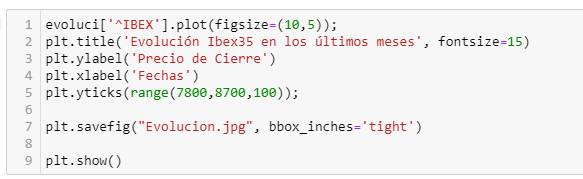 1 evoluci['^IBEX'].plot(figsize=(10,5));
2 plt.title('Evolución Ibex35 en los últimos meses', fontsize=15)
3 plt.ylabel('Precio de Cierre')
4 plt.xlabel('Fechas')
5 plt.yticks(range(7800,8700,100));
6
7 plt.savefig("Evolucion.jpg", bbox_inches='tight')
8
9 plt.show()